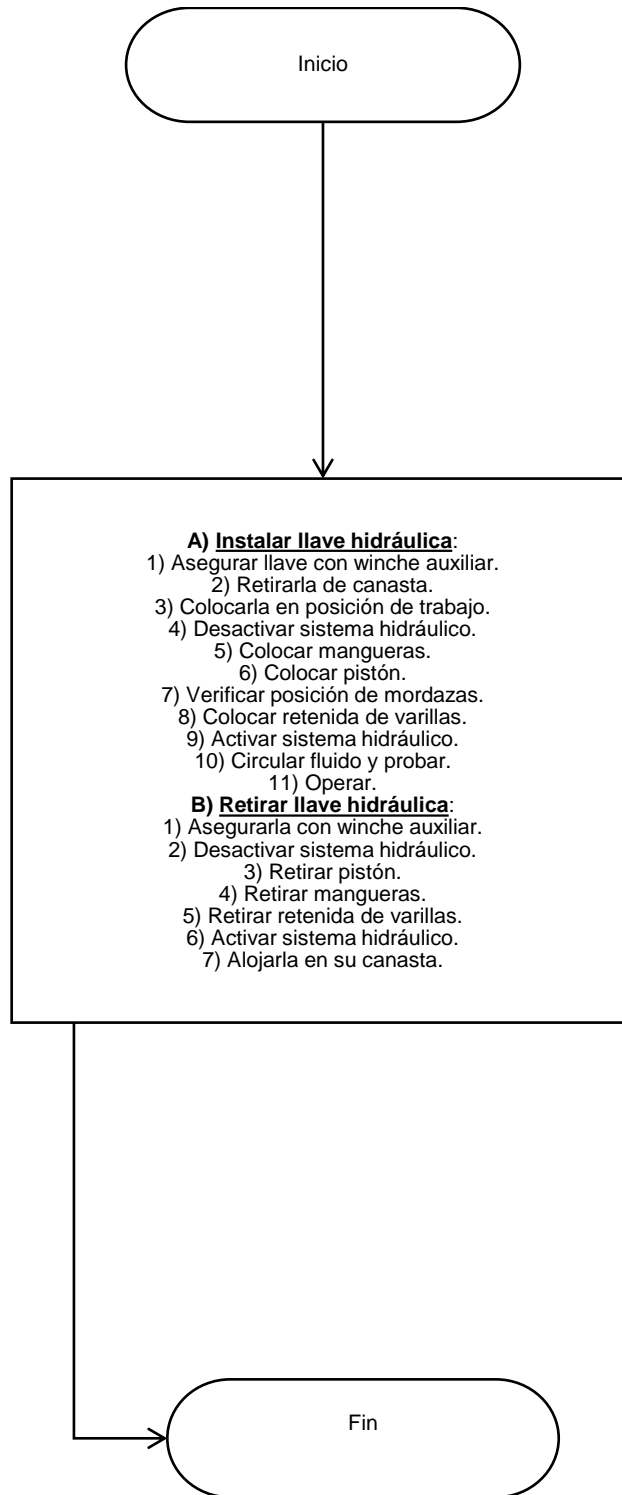 Inicio
A) Instalar llave hidráulica:
1) Asegurar llave con winche auxiliar.
2) Retirarla de canasta.
3) Colocarla en posición de trabajo.
4) Desactivar sistema hidráulico.
5) Colocar mangueras.
6) Colocar pistón.
7) Verificar posición de mordazas.
8) Colocar retenida de varillas.
9) Activar sistema hidráulico.
10) Circular fluido y probar.
11) Operar.
B) Retirar llave hidráulica:
1) Asegurarla con winche auxiliar.
2) Desactivar sistema hidráulico.
3) Retirar pistón.
4) Retirar mangueras.
5) Retirar retenida de varillas.
6) Activar sistema hidráulico.
7) Alojarla en su canasta.
Fin